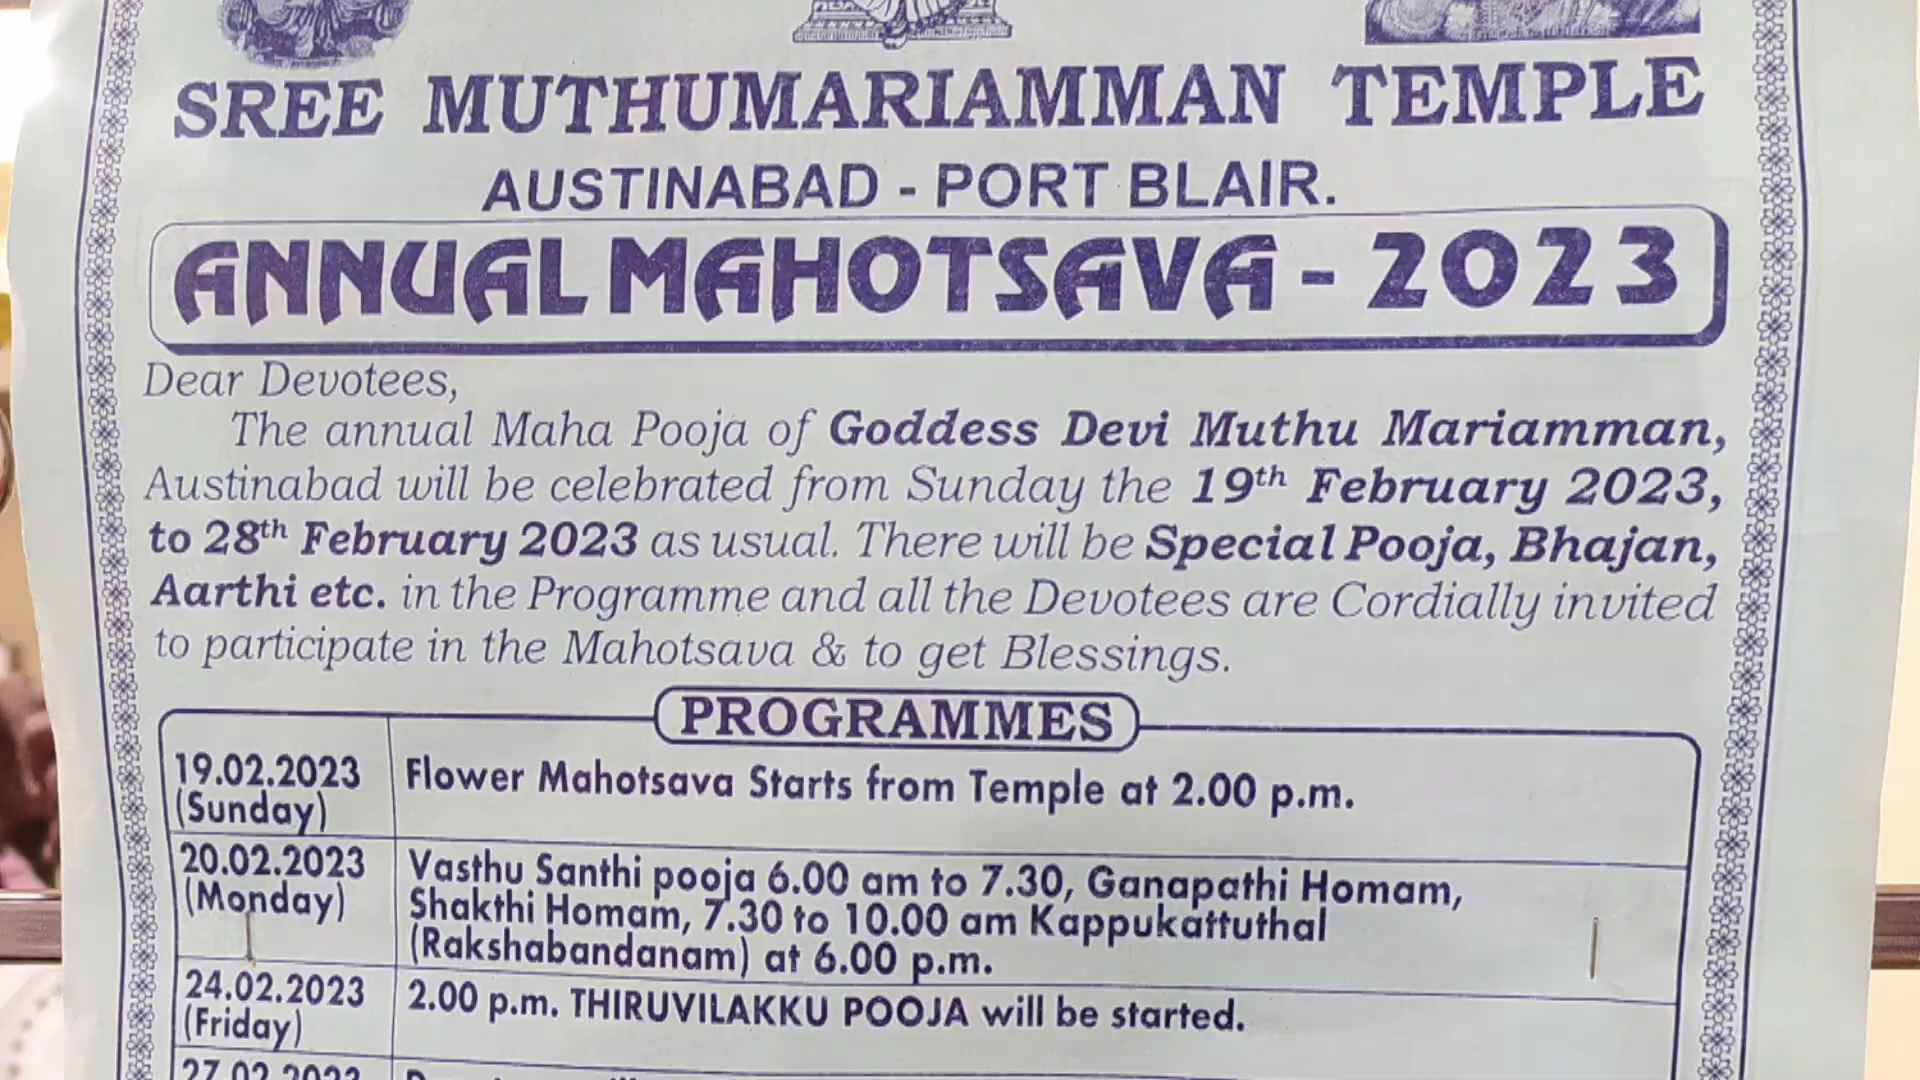 SREE MUTHUMARIAMMAN TEMPLE
AUSTINABAD - PORT BLAIR.
ANNUAL MAHOTSAVA - 2023
Dear Devotees,
The annual Maha Pooja of Goddess Devi Muthu Mariamman,
Austinabad will be celebrated from Sunday the 19th February 2023,
to 28th February 2023 as usual. There will be Special Pooja, Bhajan,
Aarthi etc. in the Programme and all the Devotees are Cordially invited
to participate in the Mahotsava & to get Blessings.
PROGRAMMES
19.02.2023
(Sunday)
Flower Mahotsava Starts from Temple at 2.00 p.m.
20.02.2023
(Monday)
Vasthu Santhi pooja 6.00 am to 7.30, Ganapathi Homam,
Shakthi Homam, 7.30 to 10.00 am Kappukattuthal
(Rakshabandanam) at 6.00 p.m.
24.02.2023
(Friday)
2.00 p.m. THIRUVILAKKU POOJA will be started.
27.02.2023